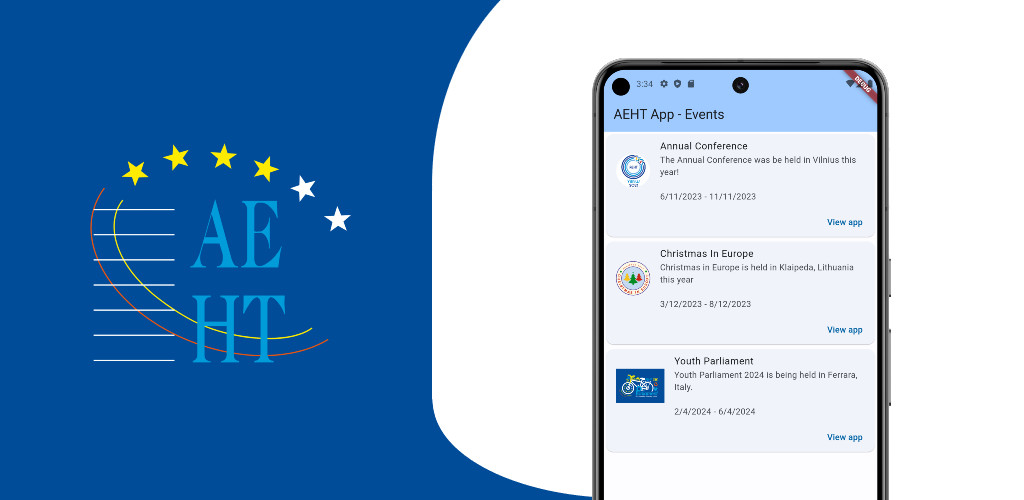 AE
HT
3:34
DEBUG
AEHT App - Events
Annual Conference
The Annual Conference was be held in Vilnius this
year!
6/11/2023 - 11/11/2023
View app
Christmas In Europe
Christmas in Europe is held in Klaipeda, Lithuania
this year
3/12/2023 - 8/12/2023
View app
Youth Parliament
Youth Parliament 2024 is being held in Ferrara,
Italy.
2/4/2024 - 6/4/2024
View app